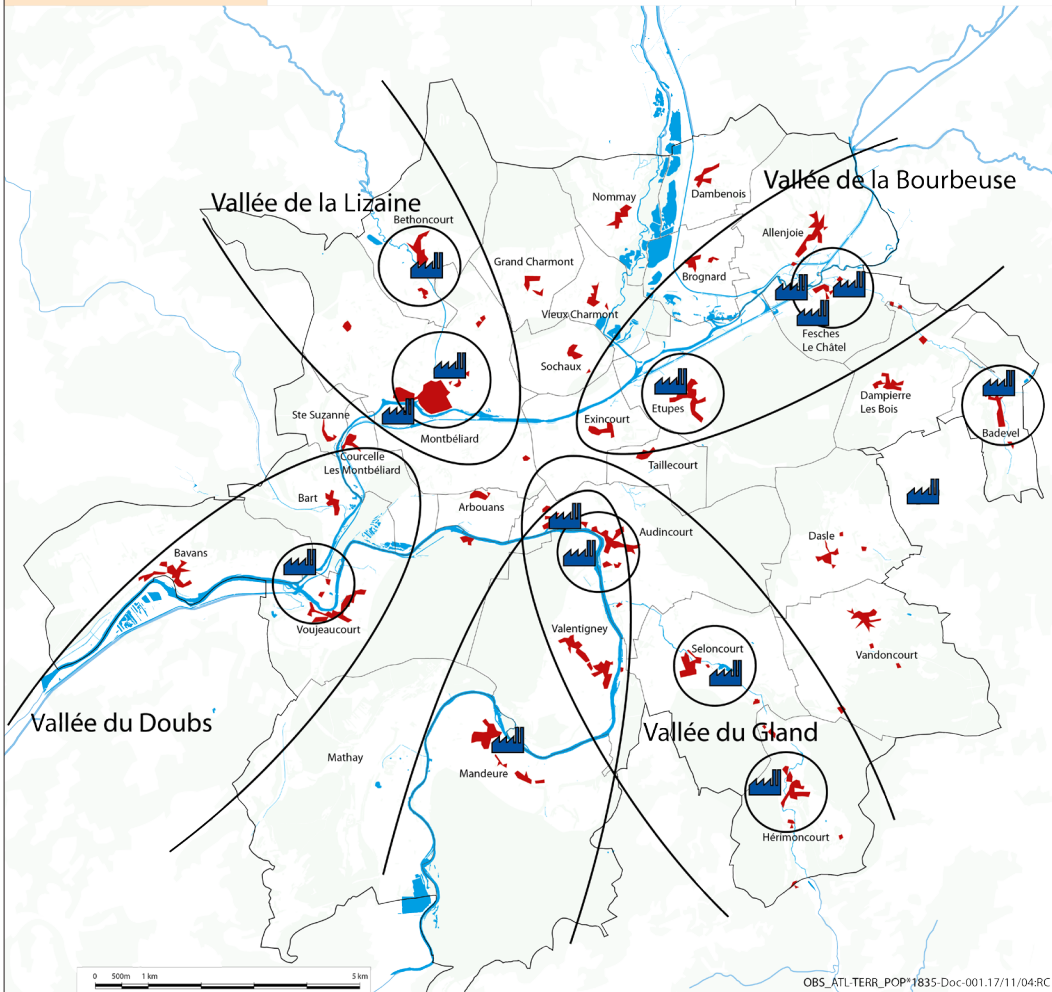 Vallée de la Lizaine
Vallée de la Bourbeuse
Bethoncourt
Nommay
Dambenois
Allenjoie
Grand Charmont
Brognard
Vieux Charmont
Fesches
Le Châtel
Sochaux
Dampierre
Les Bois
Badevel
Etupes
Ste Suzanne
Montbéliard
Exincourt
Courcelle
Les Montbéliard
Taillecourt
Bart
Arbouans
Audincourt
Dasle
Bavans
Voujeaucourt
Valentigney
Seloncourt
Vandoncourt
Vallée du Doubs
Vallée du Gland
Mathay
Mandeure
Hérimoncourt
0 500m 1 km 5 km
OBS_ATL-TERR_POP*1835-Doc-001.17/11/04:RC